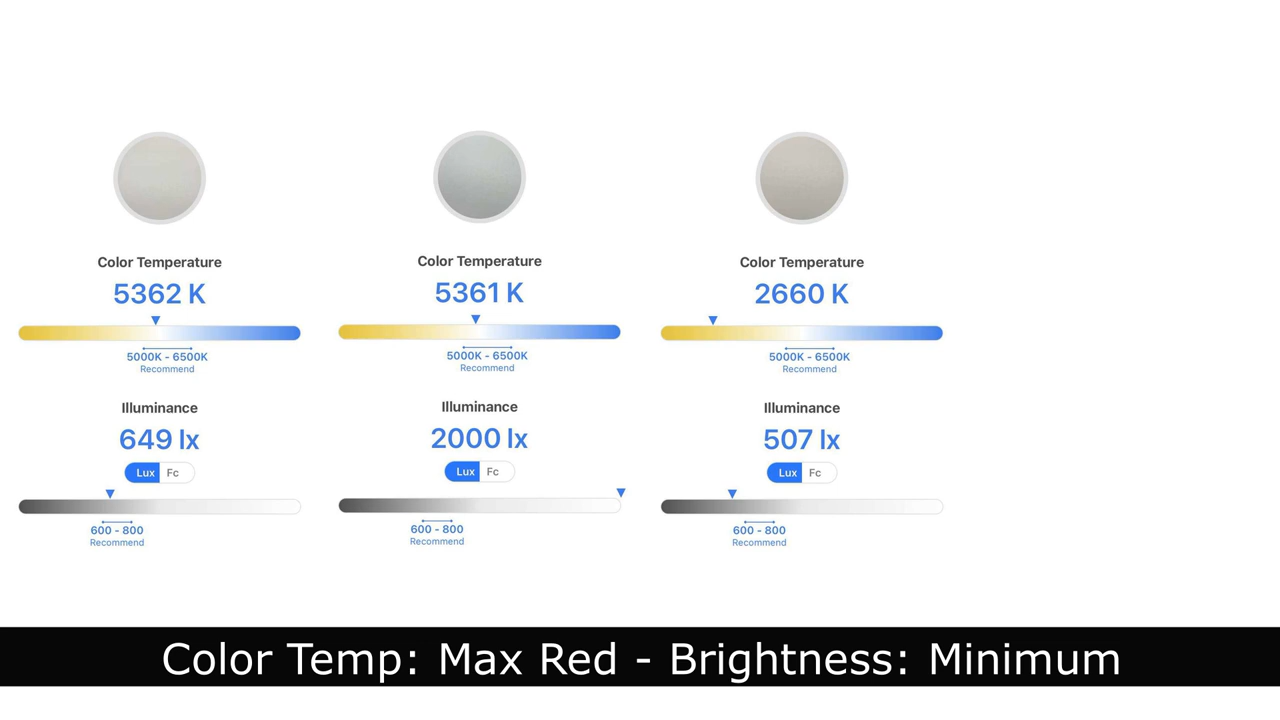 Color Temperature
5362 K
5000K - 6500K
Recommend
Illuminance
649 lx
Lux Fc
600 - 800
Recommend
Color Temperature
5361 K
5000K - 6500K
Recommend
Illuminance
2000 lx
Lux Fc
600 - 800
Recommend
Color Temperature
2660 K
5000K - 6500K
Recommend
Illuminance
507 lx
Lux Fc
600 - 800
Recommend
Color Temp: Max Red - Brightness: Minimum